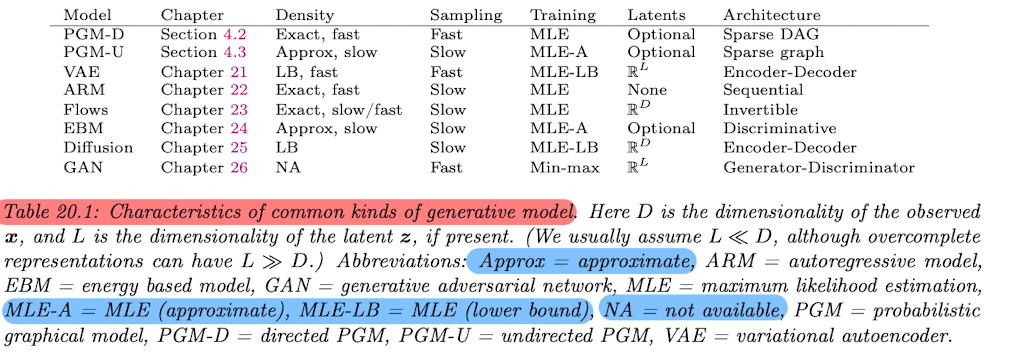 Model Chapter Density Sampling Training Latents Architecture
PGM-D Section 4.2 Exact, fast Fast MLE Optional Sparse DAG
PGM-U Section 4.3 Approx, slow Slow MLE-A Optional Sparse graph
VAE Chapter 21 LB, fast Fast MLE-LB ℝᴸ Encoder-Decoder
ARM Chapter 22 Exact, fast Slow MLE None Sequential
Flows Chapter 23 Exact, slow/fast Slow MLE ℝᴰ Invertible
EBM Chapter 24 Approx, slow Slow MLE-A Optional Discriminative
Diffusion Chapter 25 LB Slow MLE-LB ℝᴰ Encoder-Decoder
GAN Chapter 26 NA Fast Min-max ℝᴸ Generator-Discriminator
Table 20.1: Characteristics of common kinds of generative model. Here D is the dimensionality of the observed
x, and L is the dimensionality of the latent z, if present. (We usually assume L ≪ D, although overcomplete
representations can have L ≫ D.) Abbreviations: Approx = approximate, ARM = autoregressive model,
EBM = energy based model, GAN = generative adversarial network, MLE = maximum likelihood estimation,
MLE-A = MLE (approximate), MLE-LB = MLE (lower bound), NA = not available, PGM = probabilistic
graphical model, PGM-D = directed PGM, PGM-U = undirected PGM, VAE = variational autoencoder.